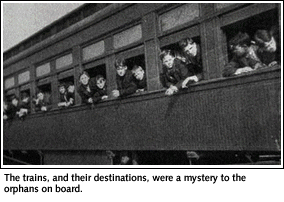 The trains, and their destinations, were a mystery to the
orphans on board.